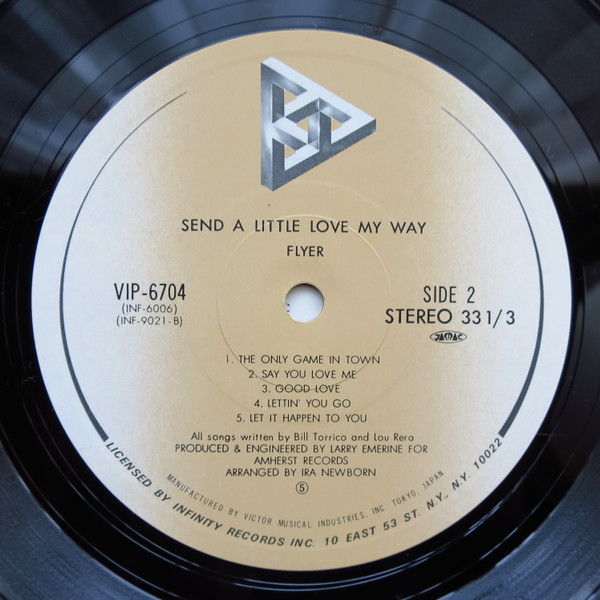 SEND A LITTLE LOVE MY WAY
FLYER
VIP-6704
(INF-6006)
(INF-9021-B)
SIDE 2
STEREO 33 1/3
JASRAC
1. THE ONLY GAME IN TOWN
2. SAY YOU LOVE ME
3. GOOD LOVE
4. LETTIN' YOU GO
5. LET IT HAPPEN TO YOU
All songs written by Bill Torrico and Lou Rera
PRODUCED & ENGINEERED BY LARRY EMERINE FOR
AMHERST RECORDS
ARRANGED BY IRA NEWBORN
5
MANUFACTURED BY VICTOR MUSICAL INDUSTRIES, INC. TOKYO, JAPAN
LICENSED BY INFINITY RECORDS INC. 10 EAST 53 ST. N.Y., N.Y. 10022